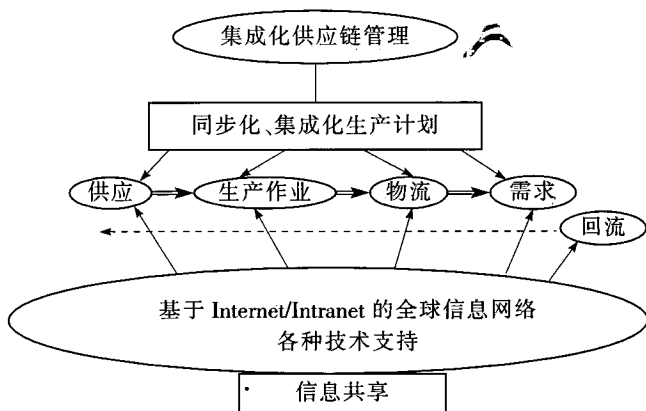 集成化供应链管理
同步化、集成化生产计划
供应
生产作业
物流
需求
回流
基于 Internet/Intranet 的全球信息网络
各种技术支持
信息共享